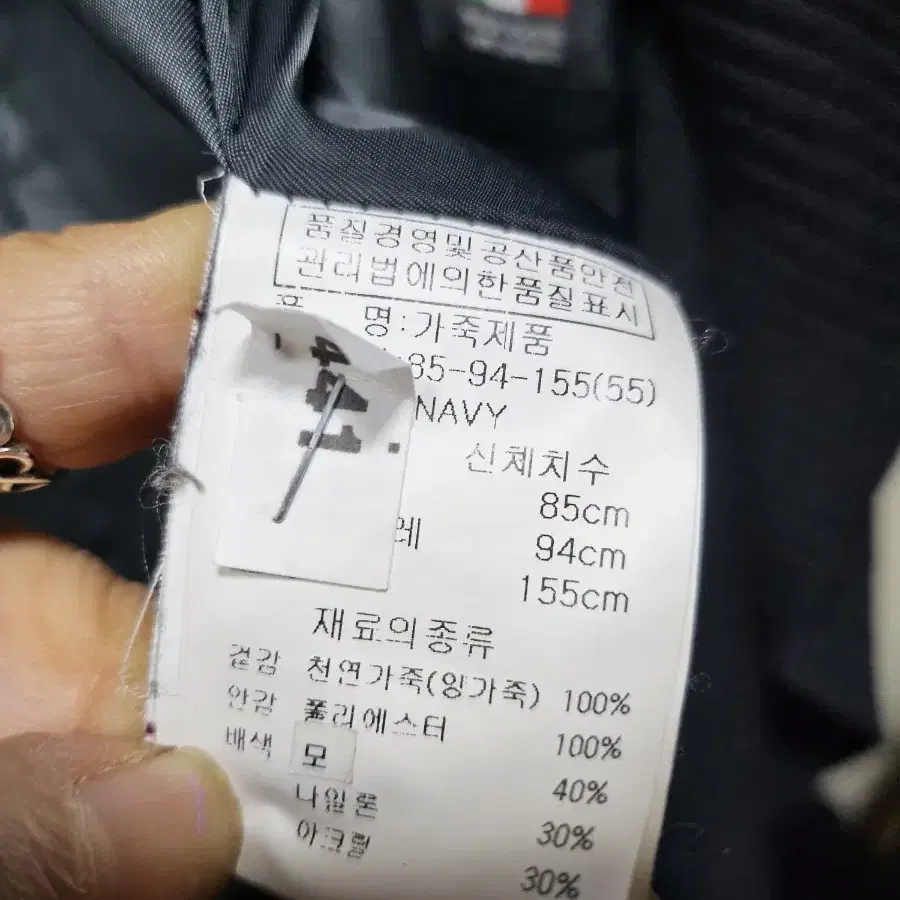 품질경영및공산품안전
관리법에의한품질표시
품 명:가죽제품
:85-94-155(55)
NAVY
44
신체치수
85cm
레 94cm
155cm
재료의종류
겉감 천연가죽(양가죽) 100%
안감 폴리에스터 100%
배색 모 40%
나일론 30%
아크릴 30%